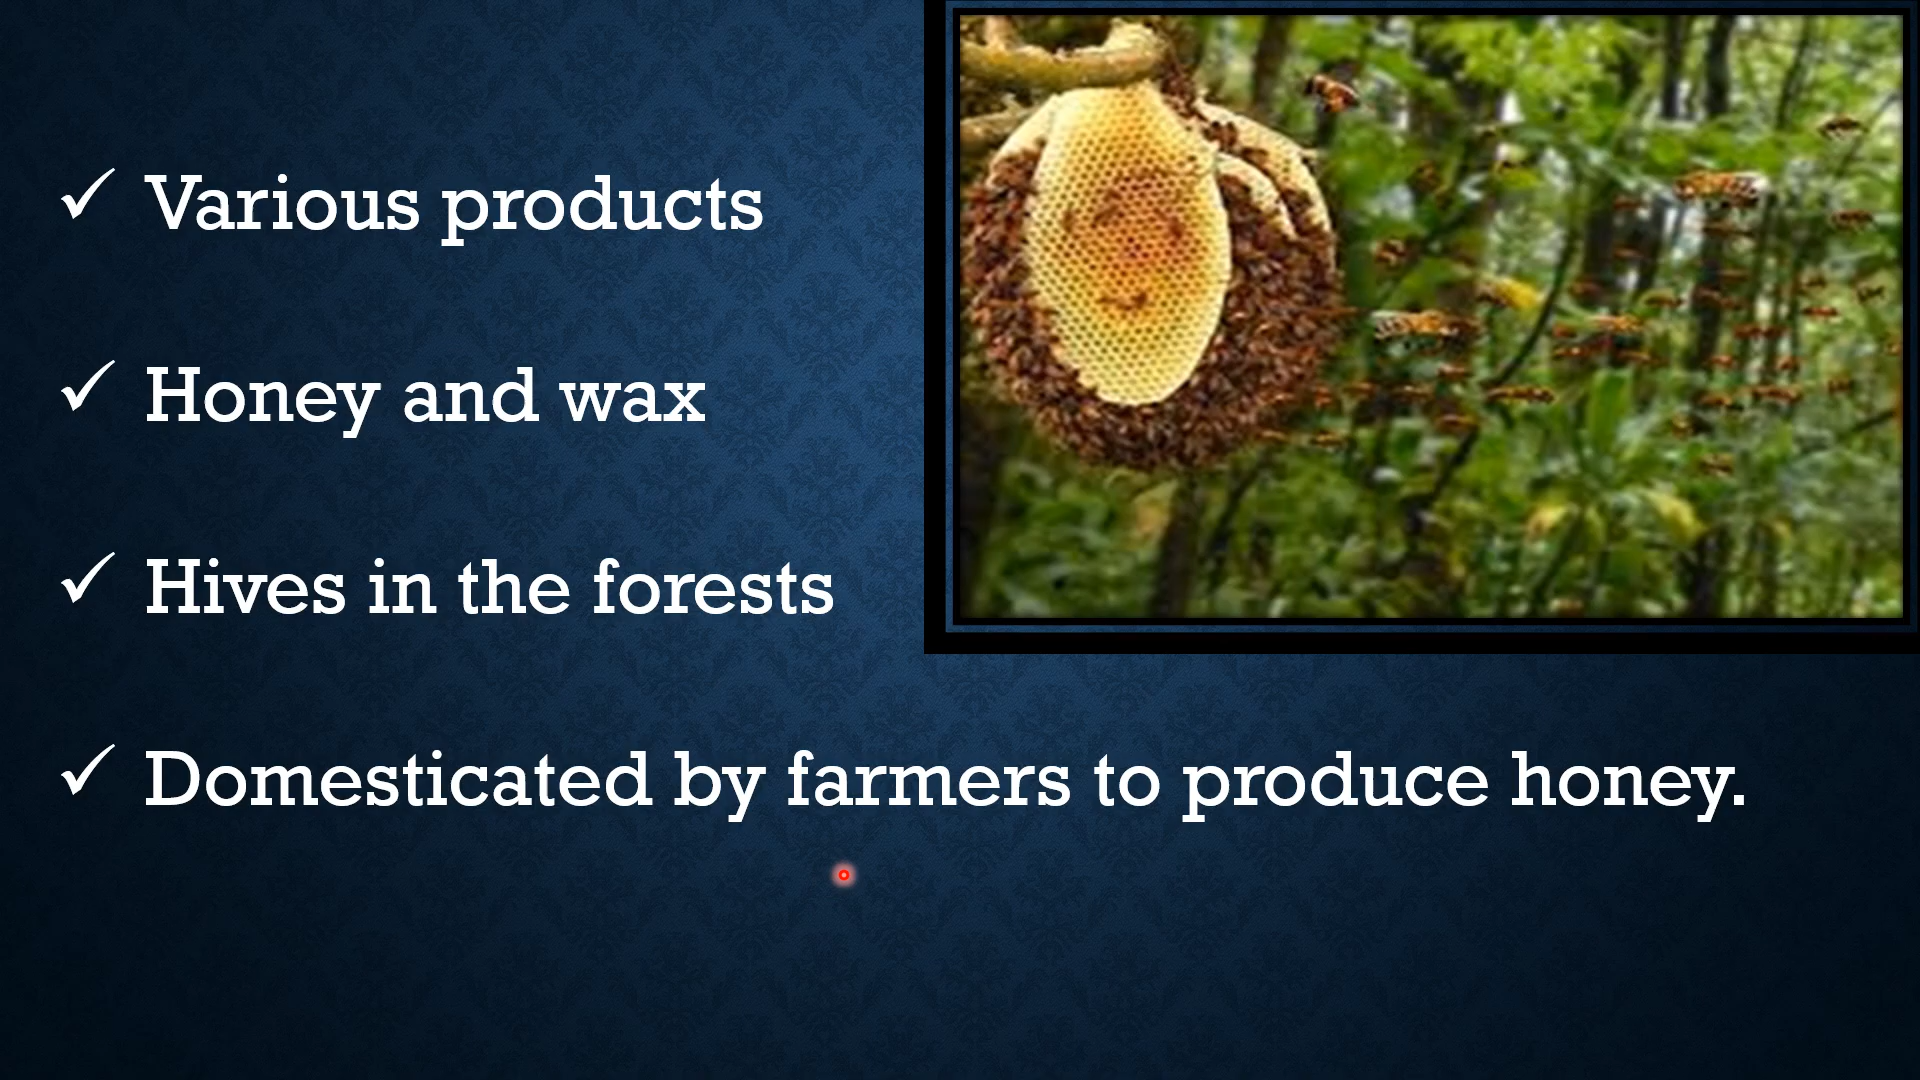 Various products
Honey and wax
Hives in the forests
Domesticated by farmers to produce honey.